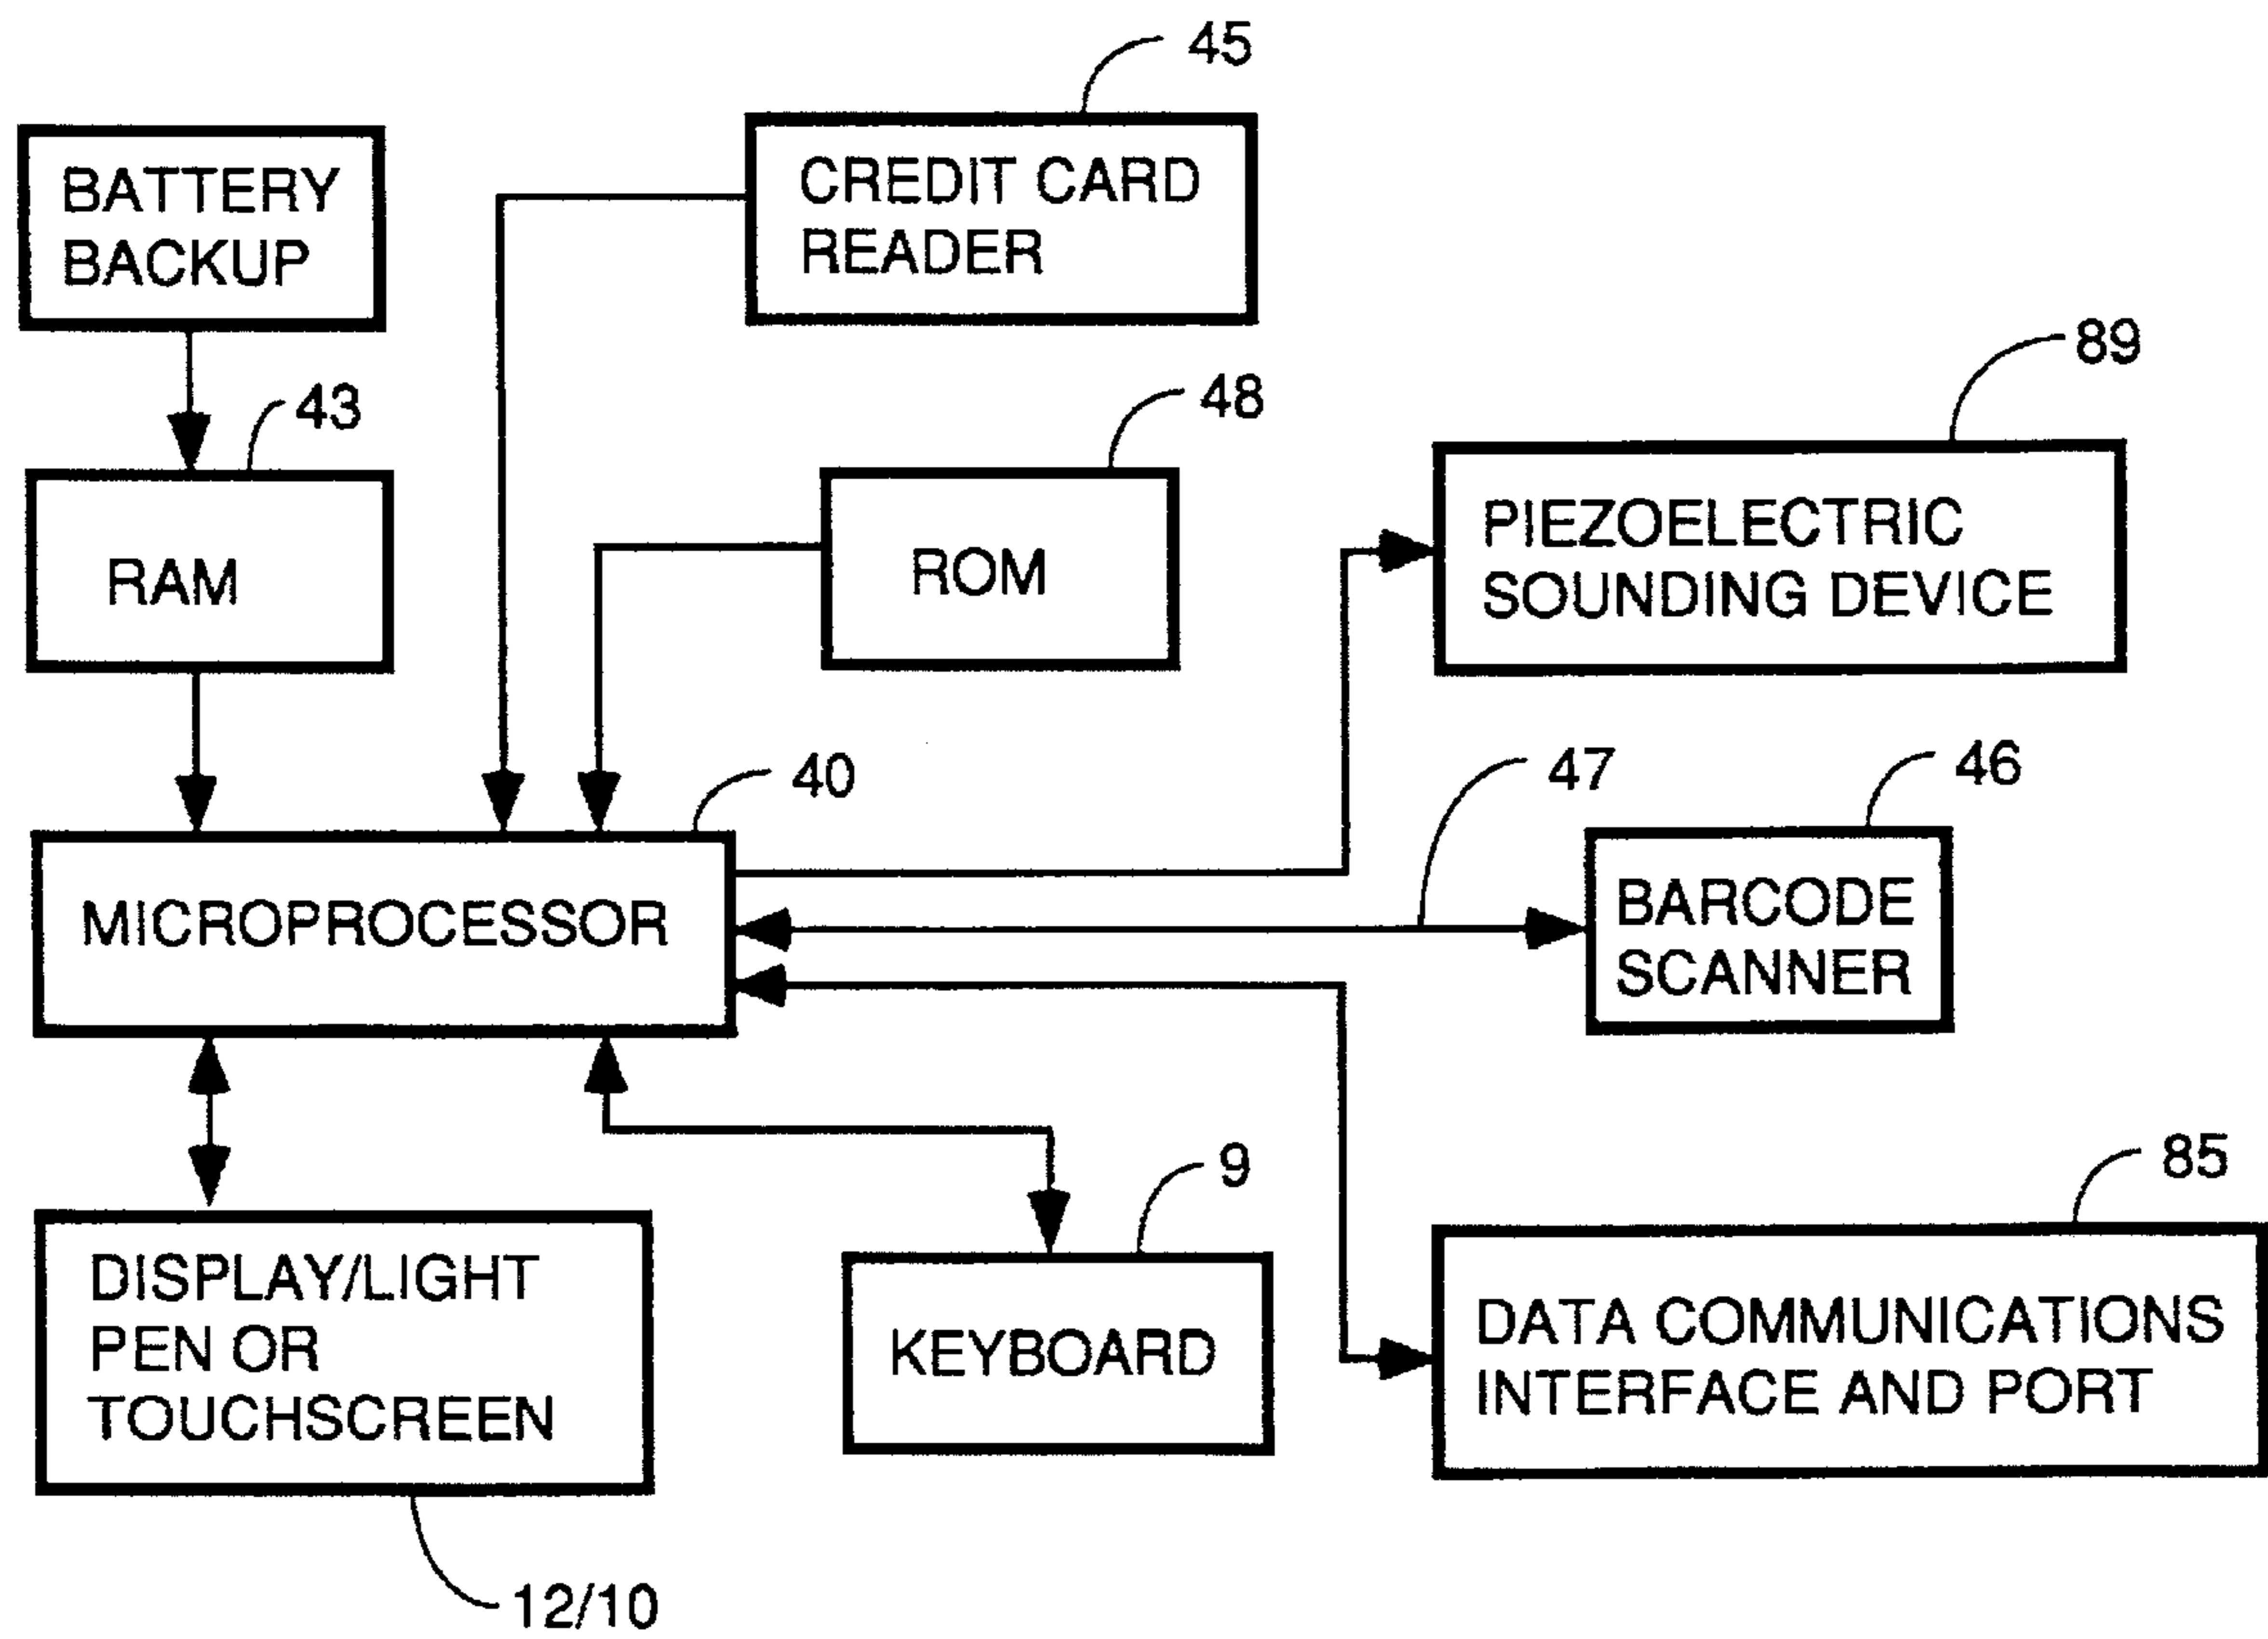 45
BATTERY
BACKUP
CREDIT CARD
READER
89
43
48
RAM
ROM
PIEZOELECTRIC
SOUNDING DEVICE
40
47
46
MICROPROCESSOR
BARCODE
SCANNER
9
85
DISPLAY/LIGHT
PEN OR
TOUCHSCREEN
KEYBOARD
DATA COMMUNICATIONS
INTERFACE AND PORT
12/10